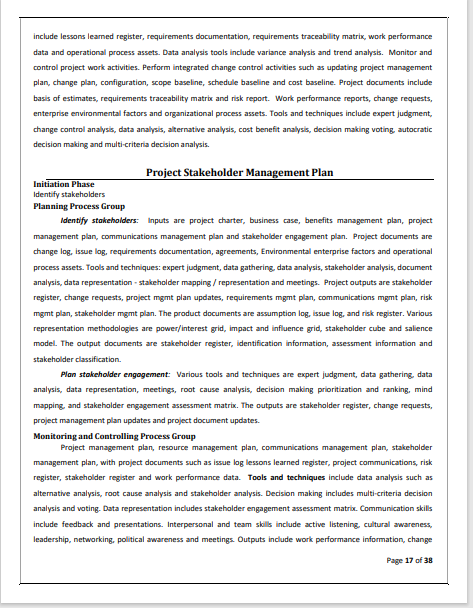 include lessons learned register, requirements documentation, requirements traceability matrix, work performance
data and operational process assets. Data analysis tools include variance analysis and trend analysis. Monitor and
control project work activities. Perform integrated change control activities such as updating project management
plan, change plan, configuration, scope baseline, schedule baseline and cost baseline. Project documents include
basis of estimates, requirements traceability matrix and risk report. Work performance reports, change requests,
enterprise environmental factors and organizational process assets. Tools and techniques include expert judgment,
change control analysis, data analysis, alternative analysis, cost benefit analysis, decision making voting, autocratic
decision making and multi-criteria decision analysis.
Project Stakeholder Management Plan
Initiation Phase
Identify stakeholders
Planning Process Group
Identify stakeholders: Inputs are project charter, business case, benefits management plan, project
management plan, communications management plan and stakeholder engagement plan. Project documents are
change log, issue log, requirements documentation, agreements, Environmental enterprise factors and operational
process assets. Tools and techniques: expert judgment, data gathering, data analysis, stakeholder analysis, document
analysis, data representation - stakeholder mapping / representation and meetings. Project outputs are stakeholder
register, change requests, project mgmt plan updates, requirements mgmt plan, communications mgmt plan, risk
mgmt plan, stakeholder mgmt plan. The product documents are assumption log, issue log, and risk register. Various
representation methodologies are power/interest grid, impact and influence grid, stakeholder cube and salience
model. The output documents are stakeholder register, identification information, assessment information and
stakeholder classification.
Plan stakeholder engagement: Various tools and techniques are expert judgment, data gathering, data
analysis, data representation, meetings, root cause analysis, decision making prioritization and ranking, mind
mapping, and stakeholder engagement assessment matrix. The outputs are stakeholder register, change requests,
project management plan updates and project document updates.
Monitoring and Controlling Process Group
Project management plan, resource management plan, communications management plan, stakeholder
management plan, with project documents such as issue log lessons learned register, project communications, risk
register, stakeholder register and work performance data. Tools and techniques include data analysis such as
alternative analysis, root cause analysis and stakeholder analysis. Decision making includes multi-criteria decision
analysis and voting. Data representation includes stakeholder engagement assessment matrix. Communication skills
include feedback and presentations. Interpersonal and team skills include active listening, cultural awareness,
leadership, networking, political awareness and meetings. Outputs include work performance information, change
Page 17 of 38